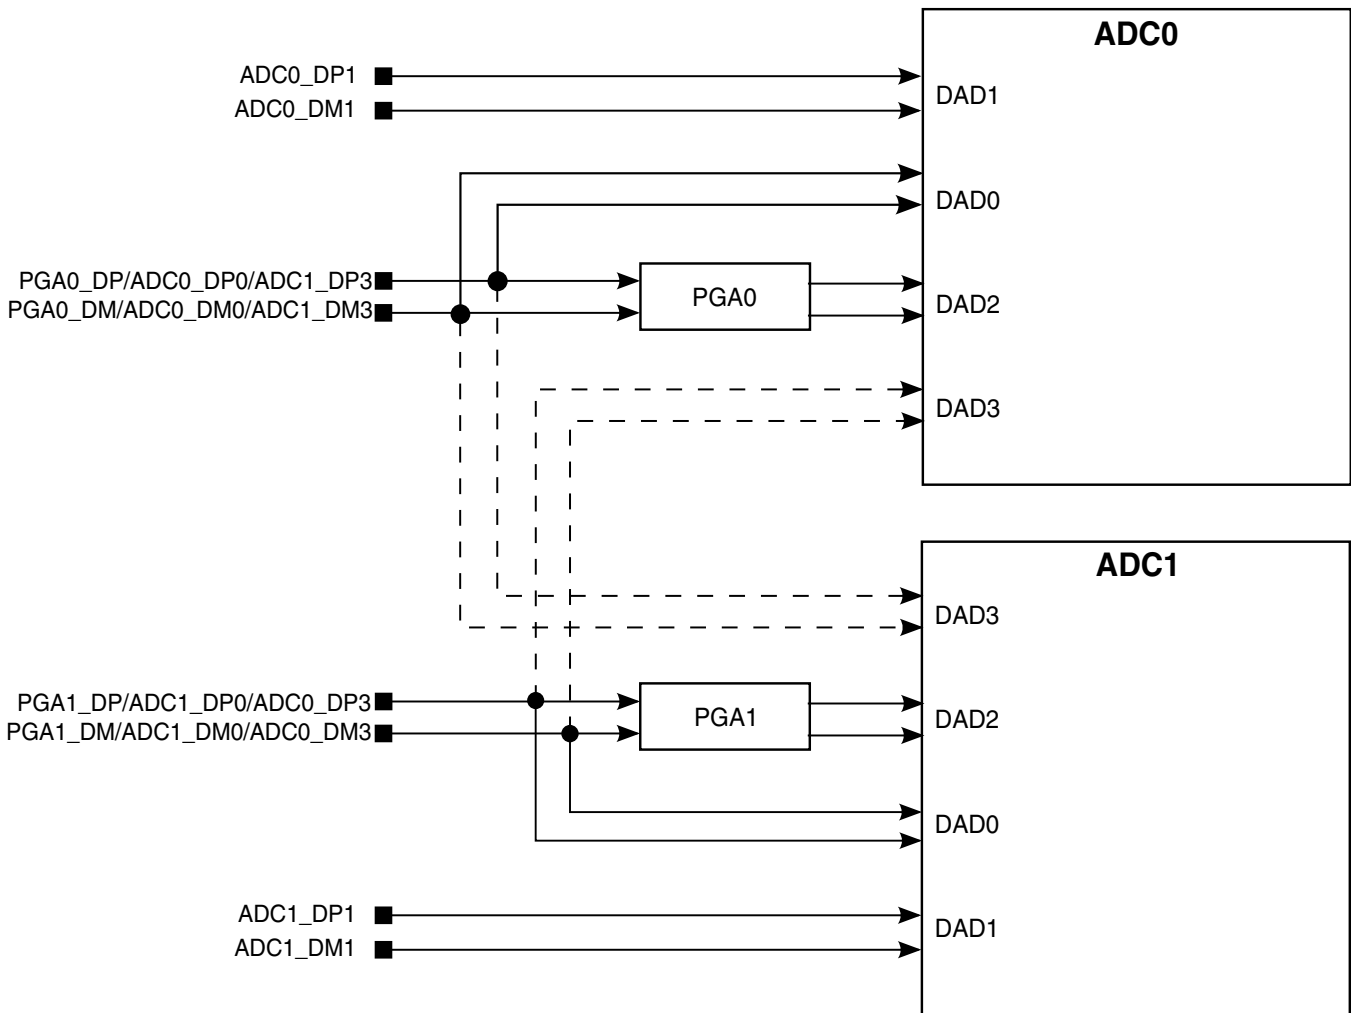 ADC0
ADC0_DP1
ADC0_DM1
DAD1
DAD0
PGA0_DP/ADC0_DP0/ADC1_DP3
PGA0_DM/ADC0_DM0/ADC1_DM3
PGA0
DAD2
DAD3
ADC1
DAD3
PGA1_DP/ADC1_DP0/ADC0_DP3
PGA1_DM/ADC1_DM0/ADC0_DM3
PGA1
DAD2
DAD0
ADC1_DP1
ADC1_DM1
DAD1